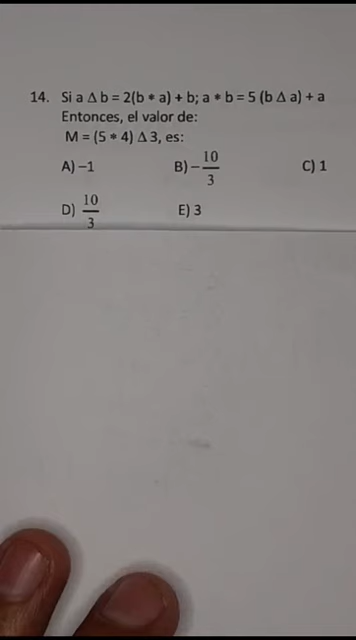 14. Si a Δ b = 2(b * a) + b; a * b = 5 (b Δ a) + a
Entonces, el valor de:
M = (5 * 4) Δ 3, es:
A) −1 B) −10/3 C) 1
D) 10/3 E) 3